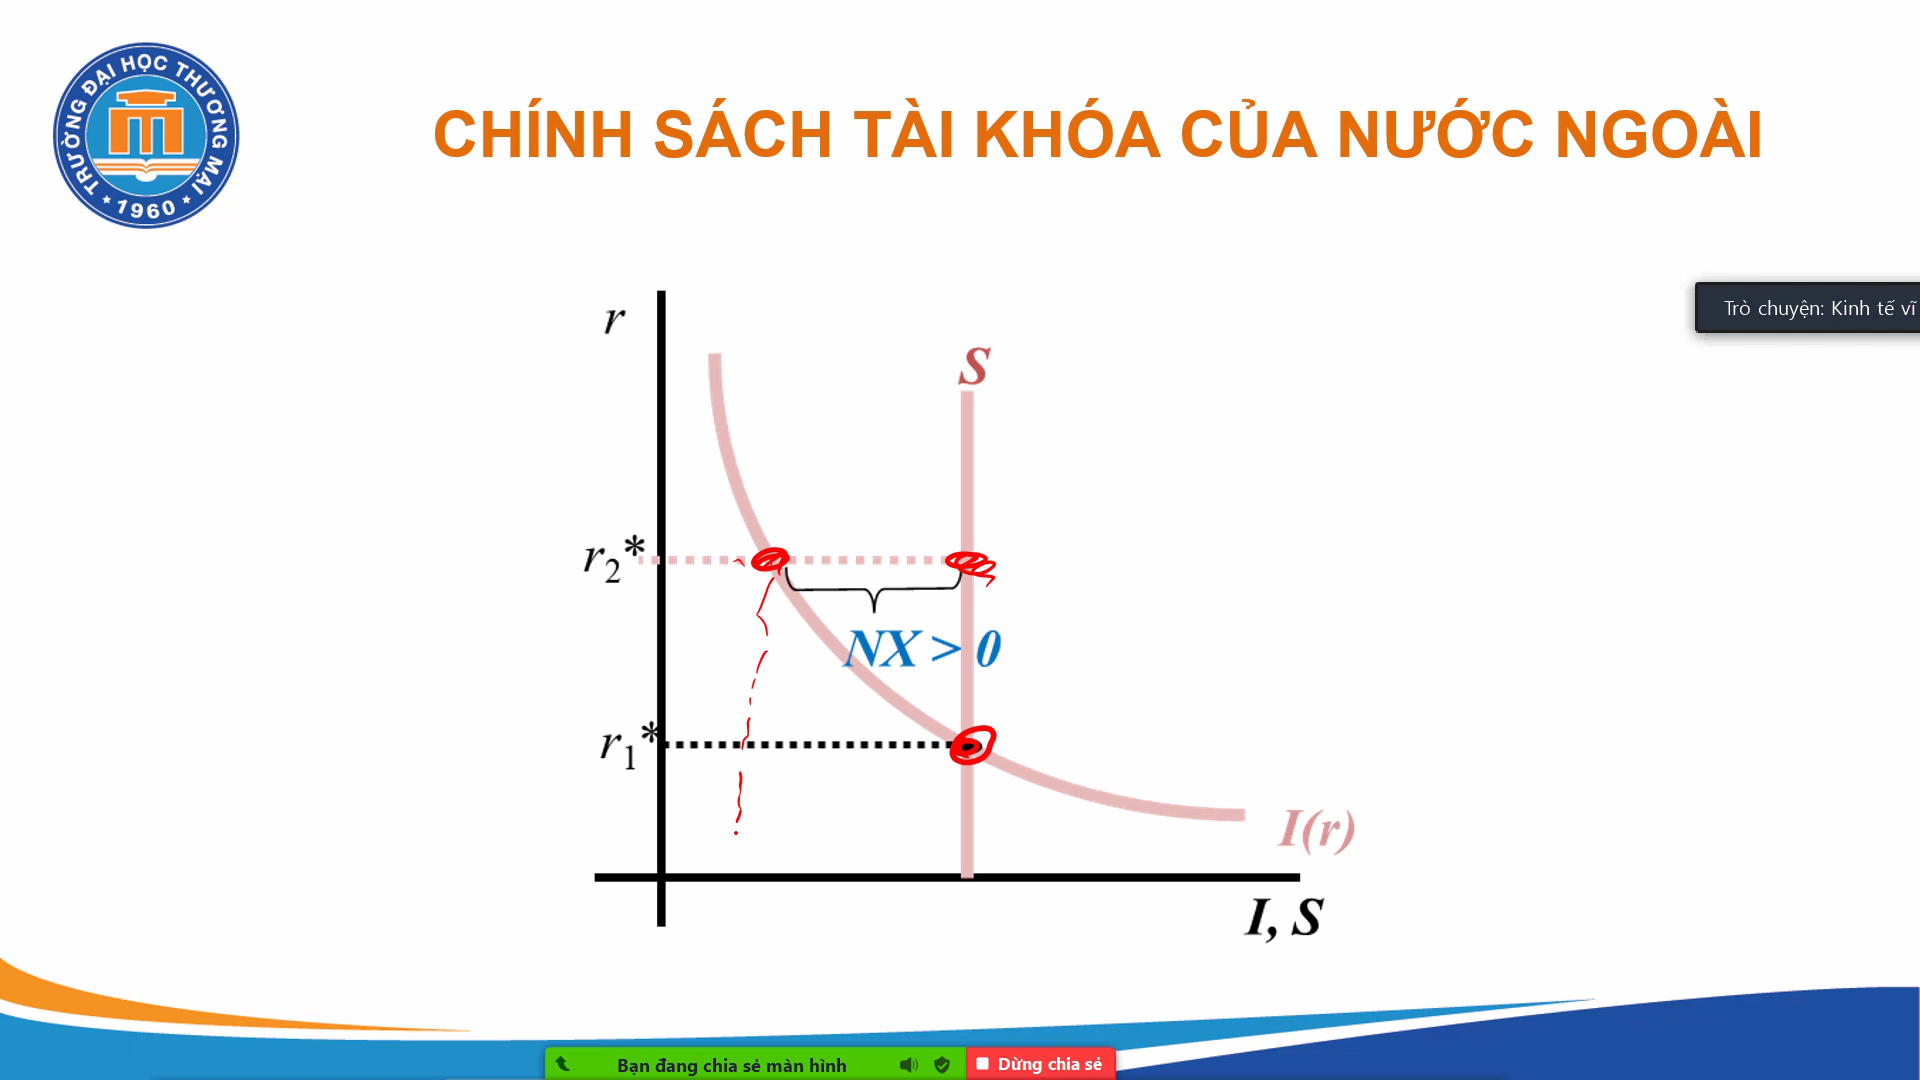 TRƯỜNG ĐẠI HỌC THƯƠNG MẠI
1960
CHÍNH SÁCH TÀI KHÓA CỦA NƯỚC NGOÀI
Trò chuyện: Kinh tế vĩ
r
S
r2*
NX > 0
r1*
I(r)
I, S
Bạn đang chia sẻ màn hình
Dừng chia sẻ